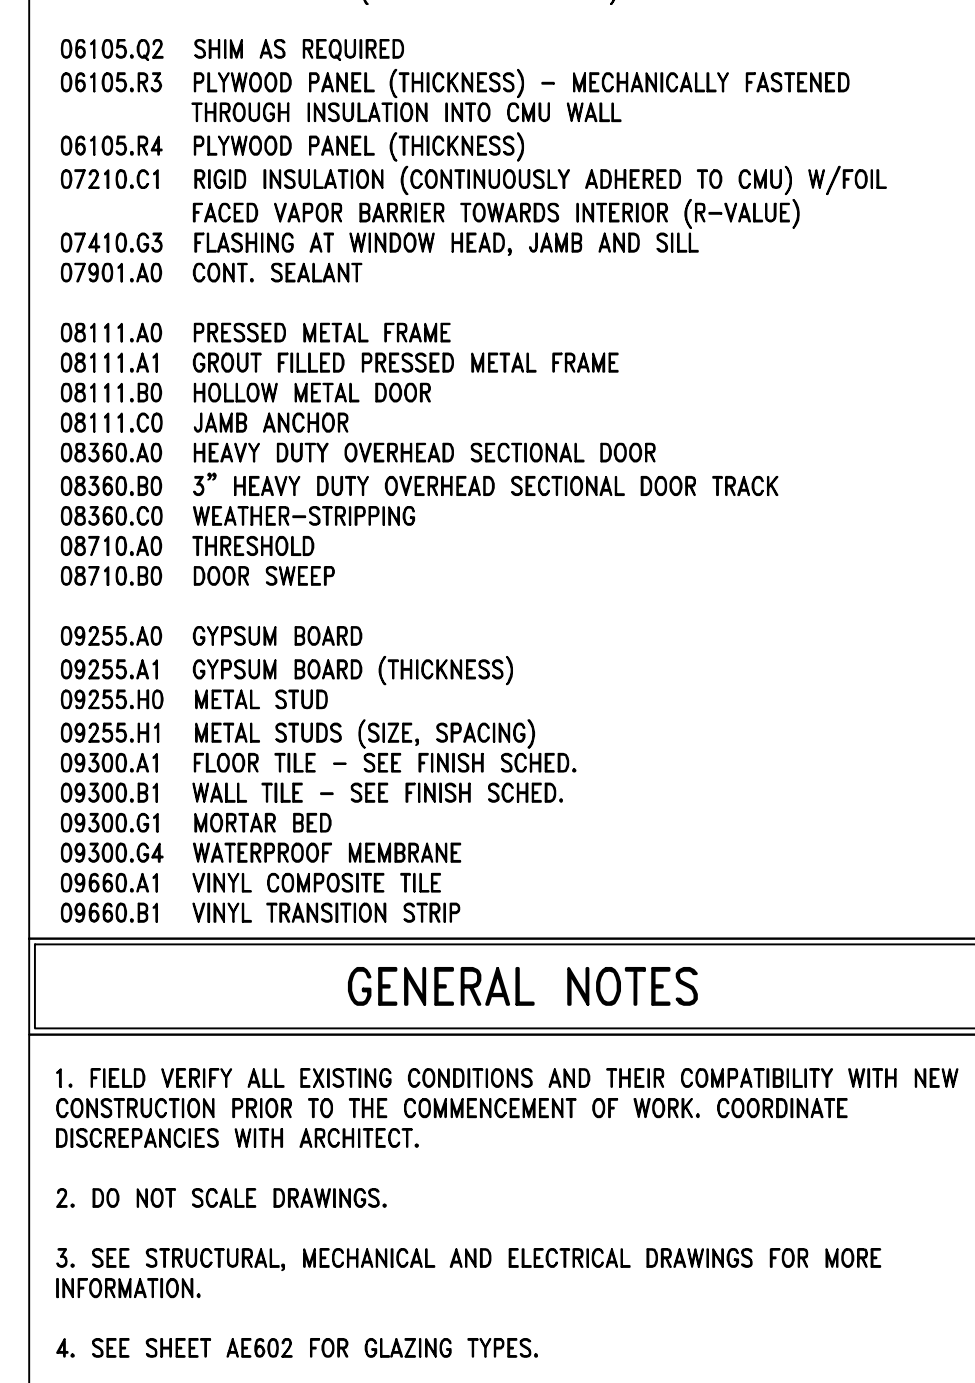 06105.Q2 SHIM AS REQUIRED
06105.R3 PLYWOOD PANEL (THICKNESS) – MECHANICALLY FASTENED
THROUGH INSULATION INTO CMU WALL
06105.R4 PLYWOOD PANEL (THICKNESS)
07210.C1 RIGID INSULATION (CONTINUOUSLY ADHERED TO CMU) W/FOIL
FACED VAPOR BARRIER TOWARDS INTERIOR (R–VALUE)
07410.G3 FLASHING AT WINDOW HEAD, JAMB AND SILL
07901.A0 CONT. SEALANT
08111.A0 PRESSED METAL FRAME
08111.A1 GROUT FILLED PRESSED METAL FRAME
08111.B0 HOLLOW METAL DOOR
08111.C0 JAMB ANCHOR
08360.A0 HEAVY DUTY OVERHEAD SECTIONAL DOOR
08360.B0 3” HEAVY DUTY OVERHEAD SECTIONAL DOOR TRACK
08360.C0 WEATHER–STRIPPING
08710.A0 THRESHOLD
08710.B0 DOOR SWEEP
09255.A0 GYPSUM BOARD
09255.A1 GYPSUM BOARD (THICKNESS)
09255.H0 METAL STUD
09255.H1 METAL STUDS (SIZE, SPACING)
09300.A1 FLOOR TILE – SEE FINISH SCHED.
09300.B1 WALL TILE – SEE FINISH SCHED.
09300.G1 MORTAR BED
09300.G4 WATERPROOF MEMBRANE
09660.A1 VINYL COMPOSITE TILE
09660.B1 VINYL TRANSITION STRIP
GENERAL NOTES
1. FIELD VERIFY ALL EXISTING CONDITIONS AND THEIR COMPATIBILITY WITH NEW
CONSTRUCTION PRIOR TO THE COMMENCEMENT OF WORK. COORDINATE
DISCREPANCIES WITH ARCHITECT.
2. DO NOT SCALE DRAWINGS.
3. SEE STRUCTURAL, MECHANICAL AND ELECTRICAL DRAWINGS FOR MORE
INFORMATION.
4. SEE SHEET AE602 FOR GLAZING TYPES.